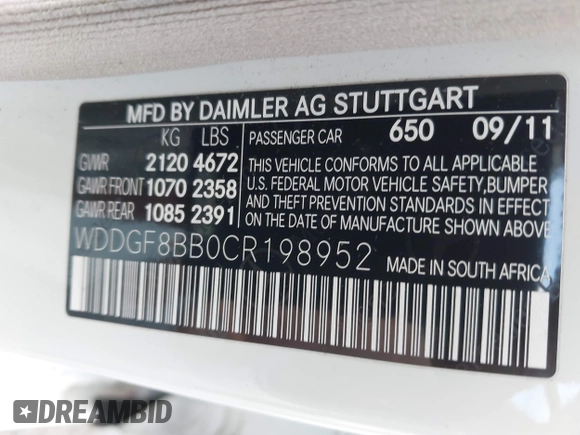 MFD BY DAIMLER AG STUTTGART
KG LBS PASSENGER CAR 650 09/11
GVWR 2120 4672
GAWR FRONT 1070 2358
GAWR REAR 1085 2391
THIS VEHICLE CONFORMS TO ALL APPLICABLE
U.S. FEDERAL MOTOR VEHICLE SAFETY,BUMPER
AND THEFT PREVENTION STANDARDS IN EFFECT
ON THE DATE OF MANUFACTURE SHOWN ABOVE
WDDGF8BB0CR198952 MADE IN SOUTH AFRICA
DREAMBID